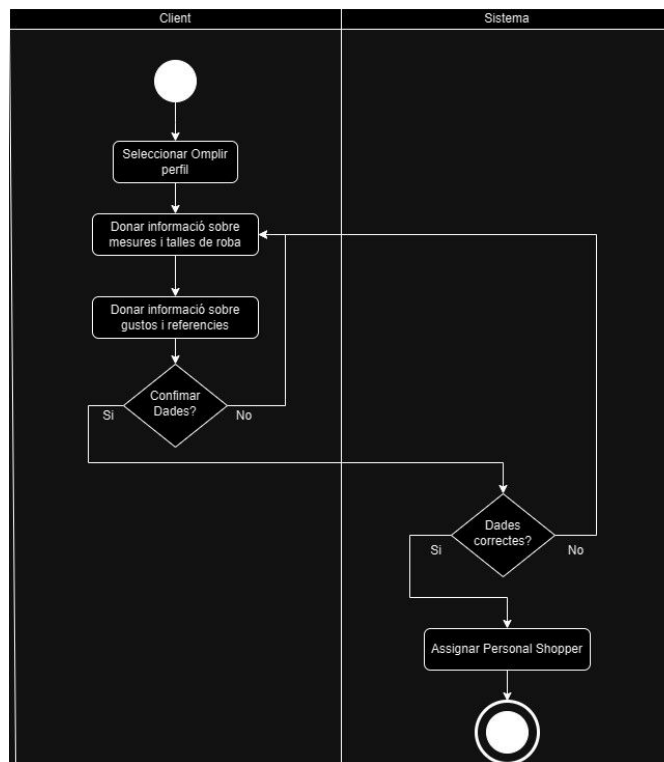 Client
Sistema
Seleccionar Omplir
perfil
Donar informació sobre
mesures i talles de roba
Donar informació sobre
gustos i referencies
Confimar
Dades?
Si
No
Dades
correctes?
Si
No
Assignar Personal Shopper